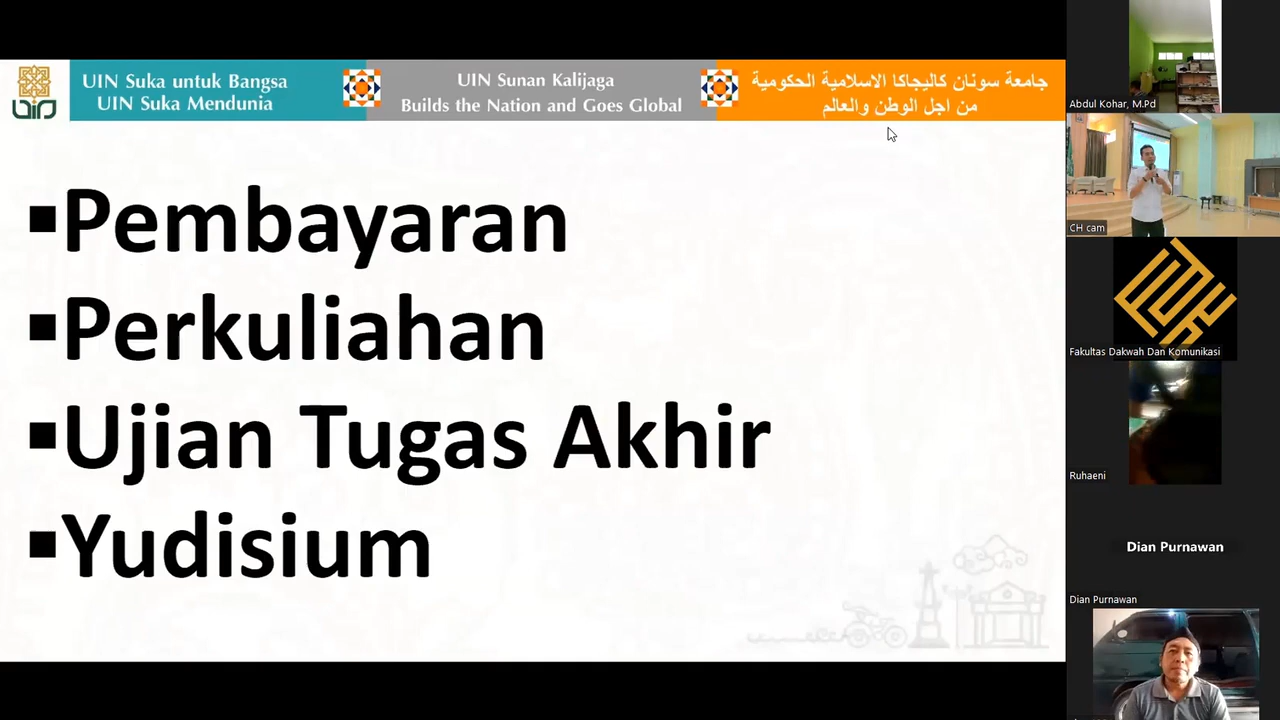 UIN Suka untuk Bangsa
UIN Suka Mendunia
UIN Sunan Kalijaga
Builds the Nation and Goes Global
جامعة سونان كاليجاكا الاسلامية الحكومية
من اجل الوطن والعالم
▪Pembayaran
▪Perkuliahan
▪Ujian Tugas Akhir
▪Yudisium
Abdul Kohar, M.Pd
CH cam
Fakultas Dakwah Dan Komunikasi
Ruhaeni
Dian Purnawan
Dian Purnawan